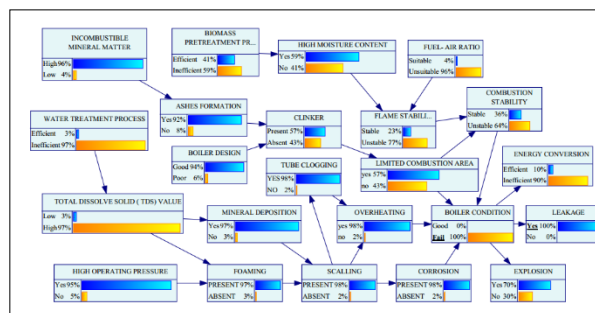 INCOMBUSTIBLE
MINERAL MATTER
High 96%
Low 4%
BIOMASS
PRETREATMENT PR...
Efficient 41%
Inefficient 59%
HIGH MOISTURE CONTENT
Yes 59%
No 41%
FUEL- AIR RATIO
Suitable 4%
Unsuitable 96%
WATER TREATMENT PROCESS
Efficient 3%
Inefficient 97%
ASHES FORMATION
Yes 92%
No 8%
CLINKER
Present 57%
Absent 43%
FLAME STABILI...
Stable 23%
Unstable 77%
COMBUSTION
STABILITY
Stable 36%
Unstable 64%
BOILER DESIGN
Good 94%
Poor 6%
TUBE CLOGGING
YES 98%
NO 2%
LIMITED COMBUSTION AREA
yes 57%
no 43%
ENERGY CONVERSION
Efficient 10%
Inefficient 90%
TOTAL DISSOLVE SOLID ( TDS) VALUE
Low 3%
High 97%
MINERAL DEPOSITION
Yes 97%
No 3%
OVERHEATING
yes 98%
no 2%
BOILER CONDITION
Good 0%
Fail 100%
LEAKAGE
Yes 100%
No 0%
HIGH OPERATING PRESSURE
Yes 95%
No 5%
FOAMING
PRESENT 97%
ABSENT 3%
SCALLING
PRESENT 98%
ABSENT 2%
CORROSION
PRESENT 98%
ABSENT 2%
EXPLOSION
Yes 70%
No 30%